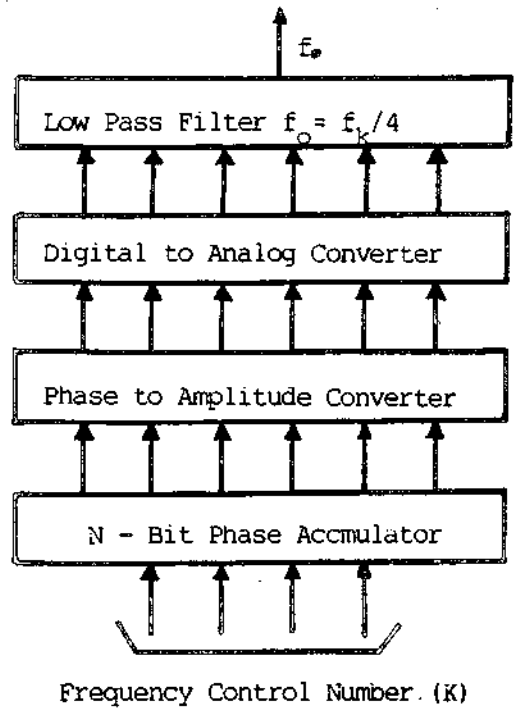 fₒ
Low Pass Filter fₒ = fₖ/4
Digital to Analog Converter
Phase to Amplitude Converter
N - Bit Phase Accmulator
Frequency Control Number (K)